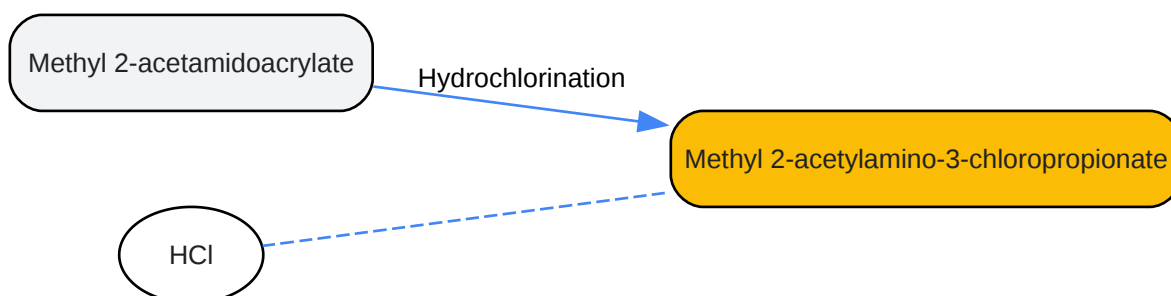 Methyl 2-acetamidoacrylate
Hydrochlorination
Methyl 2-acetylamino-3-chloropropionate
HCl